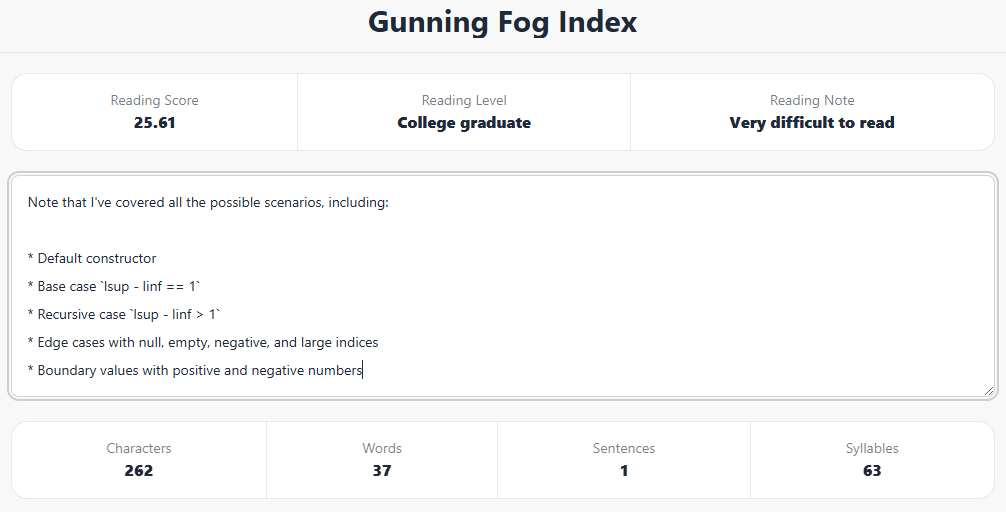 Gunning Fog Index
Reading Score
25.61
Reading Level
College graduate
Reading Note
Very difficult to read
Note that I've covered all the possible scenarios, including:
* Default constructor
* Base case `lsup - linf == 1`
* Recursive case `lsup - linf > 1`
* Edge cases with null, empty, negative, and large indices
* Boundary values with positive and negative numbers
Characters
262
Words
37
Sentences
1
Syllables
63